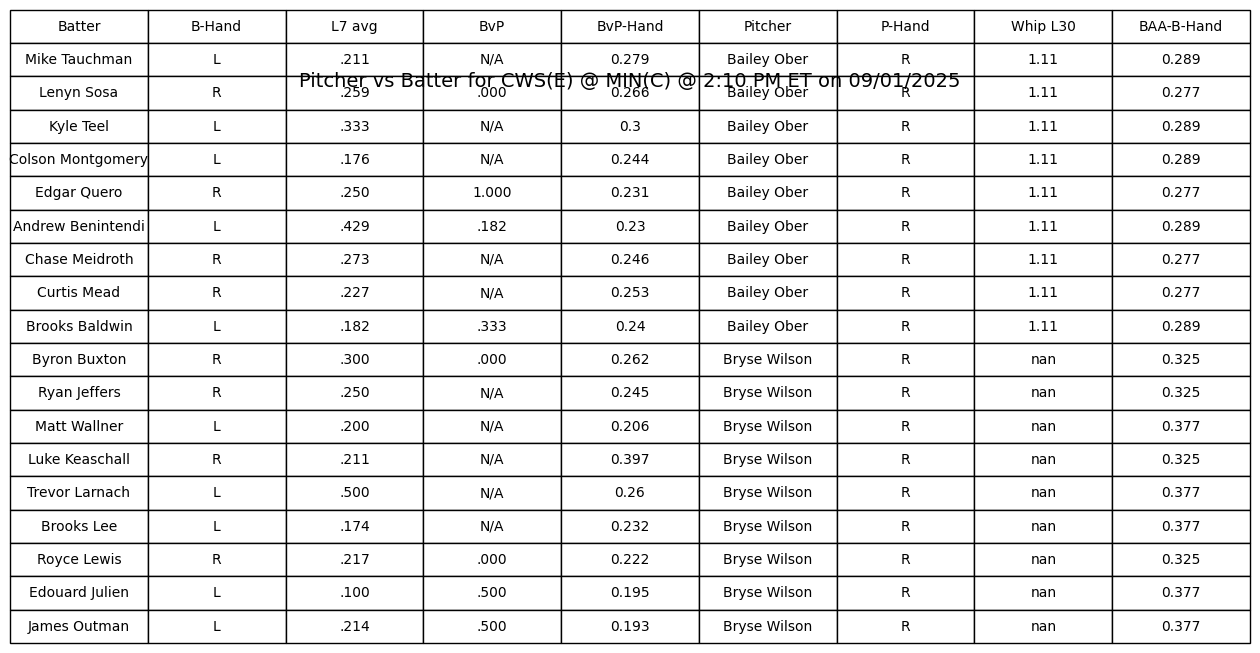 Batter B-Hand L7 avg BvP BvP-Hand Pitcher P-Hand Whip L30 BAA-B-Hand
Mike Tauchman L .211 N/A 0.279 Bailey Ober R 1.11 0.289
Pitcher vs Batter for CWS(E) @ MIN(C) @ 2:10 PM ET on 09/01/2025
Lenyn Sosa R .259 .000 0.266 Bailey Ober R 1.11 0.277
Kyle Teel L .333 N/A 0.3 Bailey Ober R 1.11 0.289
Colson Montgomery L .176 N/A 0.244 Bailey Ober R 1.11 0.289
Edgar Quero R .250 1.000 0.231 Bailey Ober R 1.11 0.277
Andrew Benintendi L .429 .182 0.23 Bailey Ober R 1.11 0.289
Chase Meidroth R .273 N/A 0.246 Bailey Ober R 1.11 0.277
Curtis Mead R .227 N/A 0.253 Bailey Ober R 1.11 0.277
Brooks Baldwin L .182 .333 0.24 Bailey Ober R 1.11 0.289
Byron Buxton R .300 .000 0.262 Bryse Wilson R nan 0.325
Ryan Jeffers R .250 N/A 0.245 Bryse Wilson R nan 0.325
Matt Wallner L .200 N/A 0.206 Bryse Wilson R nan 0.377
Luke Keaschall R .211 N/A 0.397 Bryse Wilson R nan 0.325
Trevor Larnach L .500 N/A 0.26 Bryse Wilson R nan 0.377
Brooks Lee L .174 N/A 0.232 Bryse Wilson R nan 0.377
Royce Lewis R .217 .000 0.222 Bryse Wilson R nan 0.325
Edouard Julien L .100 .500 0.195 Bryse Wilson R nan 0.377
James Outman L .214 .500 0.193 Bryse Wilson R nan 0.377